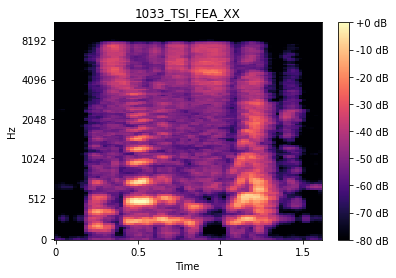 1033_TSI_FEA_XX
8192
4096
2048
1024
512
0
Hz
0
0.5
1
1.5
Time
+0 dB
-10 dB
-20 dB
-30 dB
-40 dB
-50 dB
-60 dB
-70 dB
-80 dB